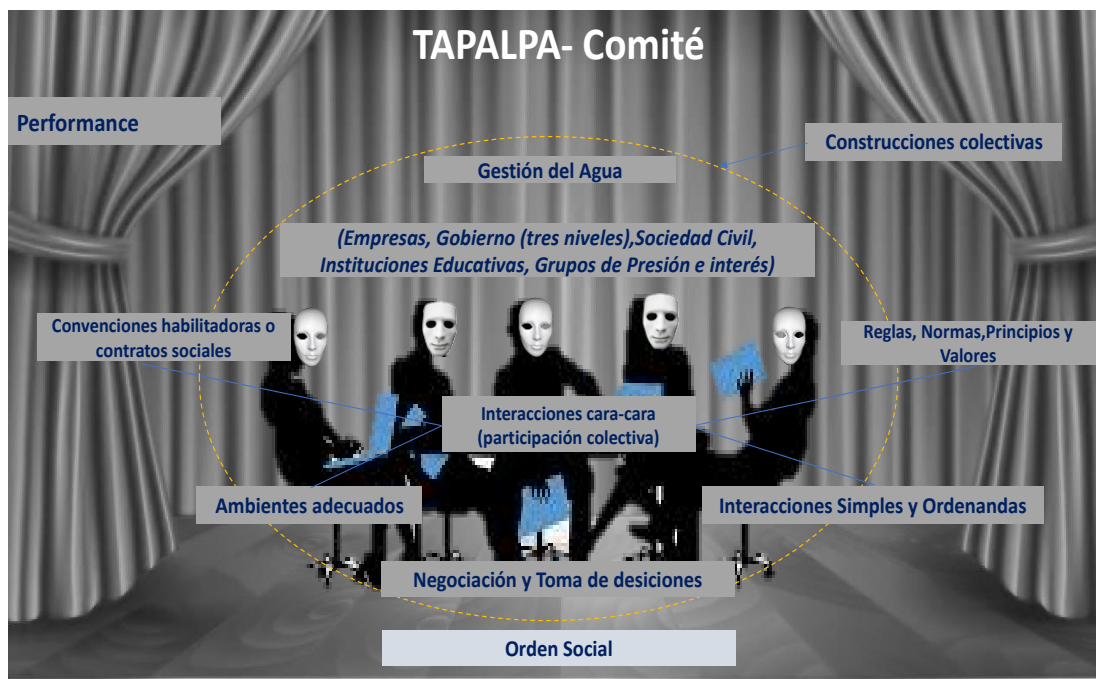 TAPALPA- Comité
Performance
Construcciones colectivas
Gestión del Agua
(Empresas, Gobierno (tres niveles),Sociedad Civil,
Instituciones Educativas, Grupos de Presión e interés)
Convenciones habilitadoras o
contratos sociales
Reglas, Normas,Principios y
Valores
Interacciones cara-cara
(participación colectiva)
Ambientes adecuados
Interacciones Simples y Ordenandas
Negociación y Toma de desiciones
Orden Social